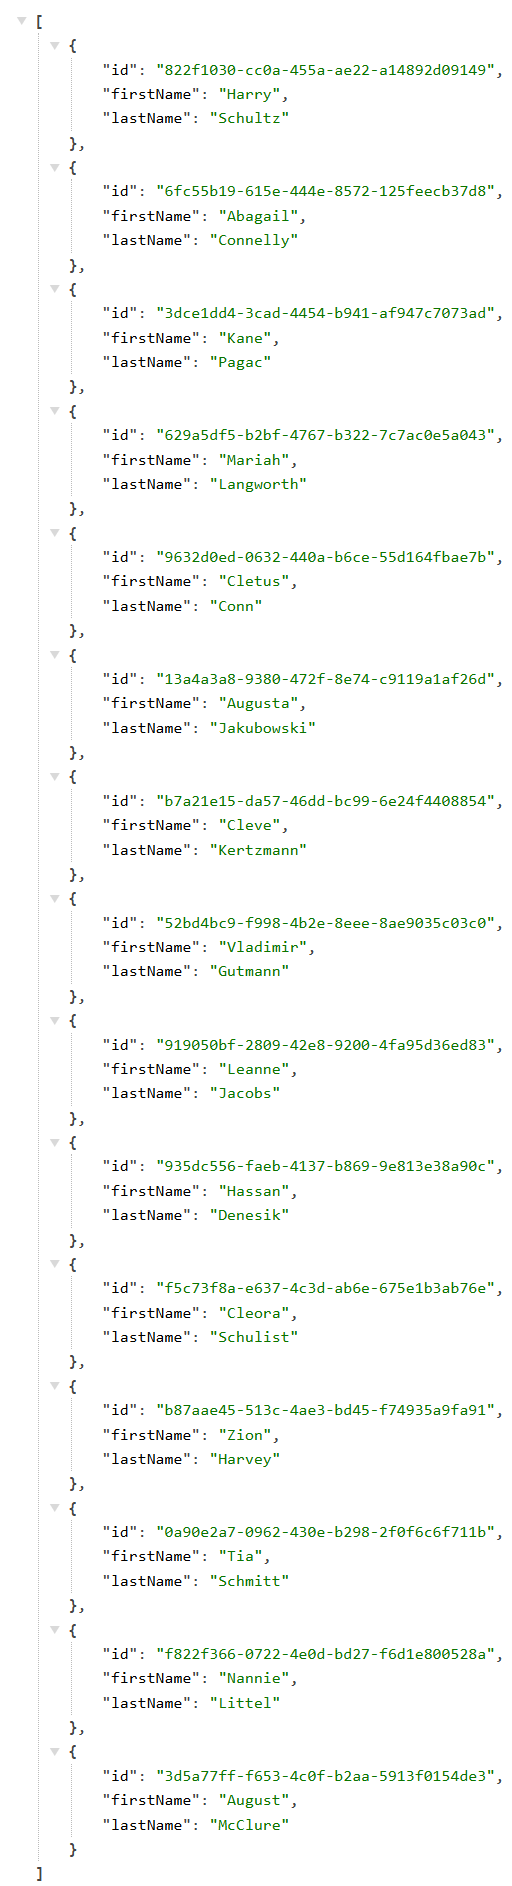 [
{
"id": "822f1030-cc0a-455a-ae22-a14892d09149",
"firstName": "Harry",
"lastName": "Schultz"
},
{
"id": "6fc55b19-615e-444e-8572-125feecb37d8",
"firstName": "Abagail",
"lastName": "Connelly"
},
{
"id": "3dce1dd4-3cad-4454-b941-af947c7073ad",
"firstName": "Kane",
"lastName": "Pagac"
},
{
"id": "629a5df5-b2bf-4767-b322-7c7ac0e5a043",
"firstName": "Mariah",
"lastName": "Langworth"
},
{
"id": "9632d0ed-0632-440a-b6ce-55d164fbae7b",
"firstName": "Cletus",
"lastName": "Conn"
},
{
"id": "13a4a3a8-9380-472f-8e74-c9119a1af26d",
"firstName": "Augusta",
"lastName": "Jakubowski"
},
{
"id": "b7a21e15-da57-46dd-bc99-6e24f4408854",
"firstName": "Cleve",
"lastName": "Kertzmann"
},
{
"id": "52bd4bc9-f998-4b2e-8eee-8ae9035c03c0",
"firstName": "Vladimir",
"lastName": "Gutmann"
},
{
"id": "919050bf-2809-42e8-9200-4fa95d36ed83",
"firstName": "Leanne",
"lastName": "Jacobs"
},
{
"id": "935dc556-faeb-4137-b869-9e813e38a90c",
"firstName": "Hassan",
"lastName": "Denesik"
},
{
"id": "f5c73f8a-e637-4c3d-ab6e-675e1b3ab76e",
"firstName": "Cleora",
"lastName": "Schulist"
},
{
"id": "b87aae45-513c-4ae3-bd45-f74935a9fa91",
"firstName": "Zion",
"lastName": "Harvey"
},
{
"id": "0a90e2a7-0962-430e-b298-2f0f6c6f711b",
"firstName": "Tia",
"lastName": "Schmitt"
},
{
"id": "f822f366-0722-4e0d-bd27-f6d1e800528a",
"firstName": "Nannie",
"lastName": "Littel"
},
{
"id": "3d5a77ff-f653-4c0f-b2aa-5913f0154de3",
"firstName": "August",
"lastName": "McClure"
}
]